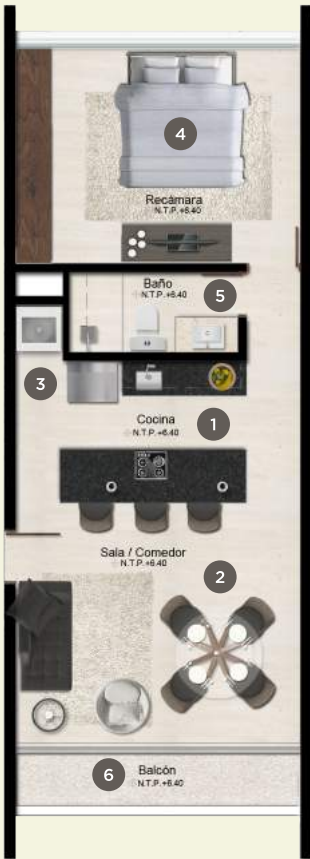 4
Recámara
N.T.P.+6.40
Baño
N.T.P.+6.40
5
3
Cocina
N.T.P.+6.40
1
Sala / Comedor
N.T.P.+6.40
2
6
Balcón
N.T.P.+6.40